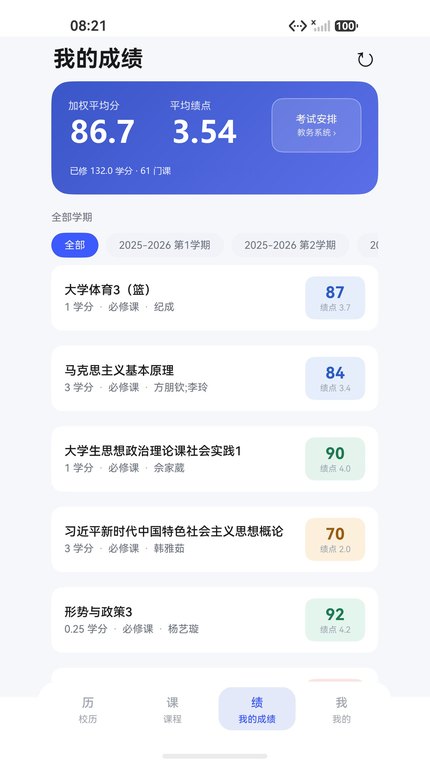 08:21
100
我的成绩
加权平均分
平均绩点
86.7
3.54
考试安排
教务系统 ›
已修 132.0 学分 · 61 门课
全部学期
全部
2025-2026 第1学期
2025-2026 第2学期
20
大学体育3（篮）
1 学分 · 必修课 · 纪成
87
绩点 3.7
马克思主义基本原理
3 学分 · 必修课 · 方朋钦;李玲
84
绩点 3.4
大学生思想政治理论课社会实践1
1 学分 · 必修课 · 佘家葳
90
绩点 4.0
习近平新时代中国特色社会主义思想概论
3 学分 · 必修课 · 韩雅茹
70
绩点 2.0
形势与政策3
0.25 学分 · 必修课 · 杨艺璇
92
绩点 4.2
历
校历
课
课程
绩
我的成绩
我
我的